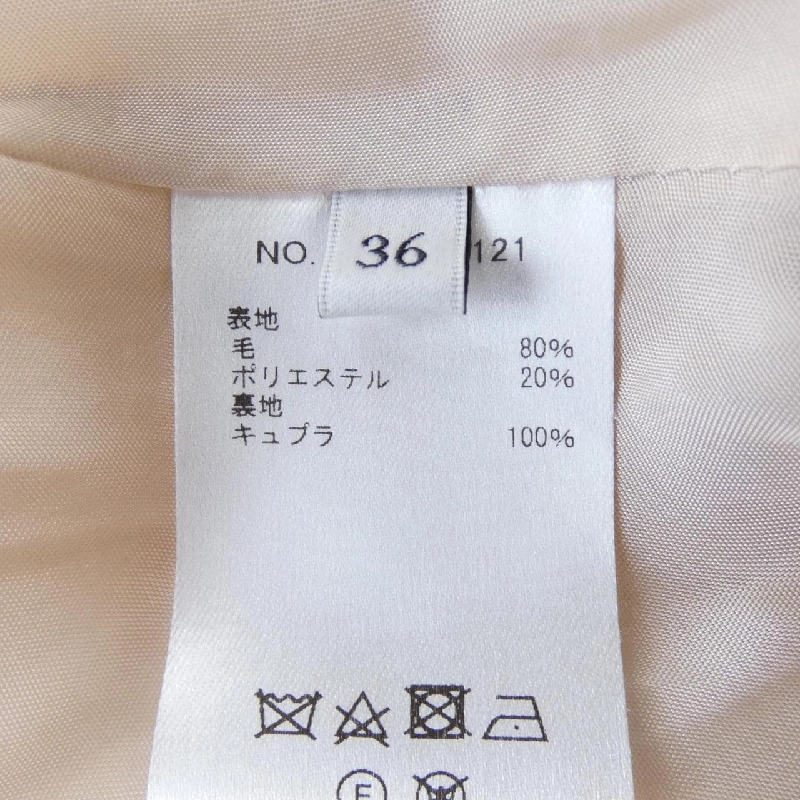 NO. 36 121
表地
毛 80%
ポリエステル 20%
裏地
キュプラ 100%
F